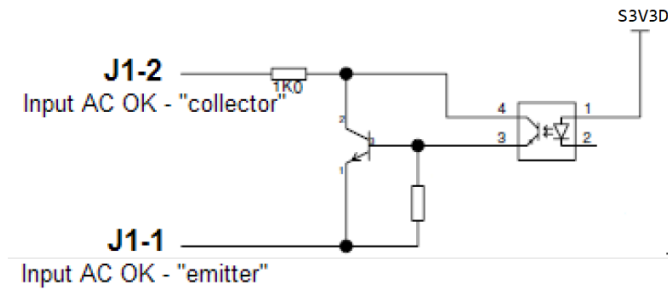 S3V3D
J1-2
1K0
Input AC OK - "collector"
4
1
2
3
2
1
J1-1
Input AC OK - "emitter"